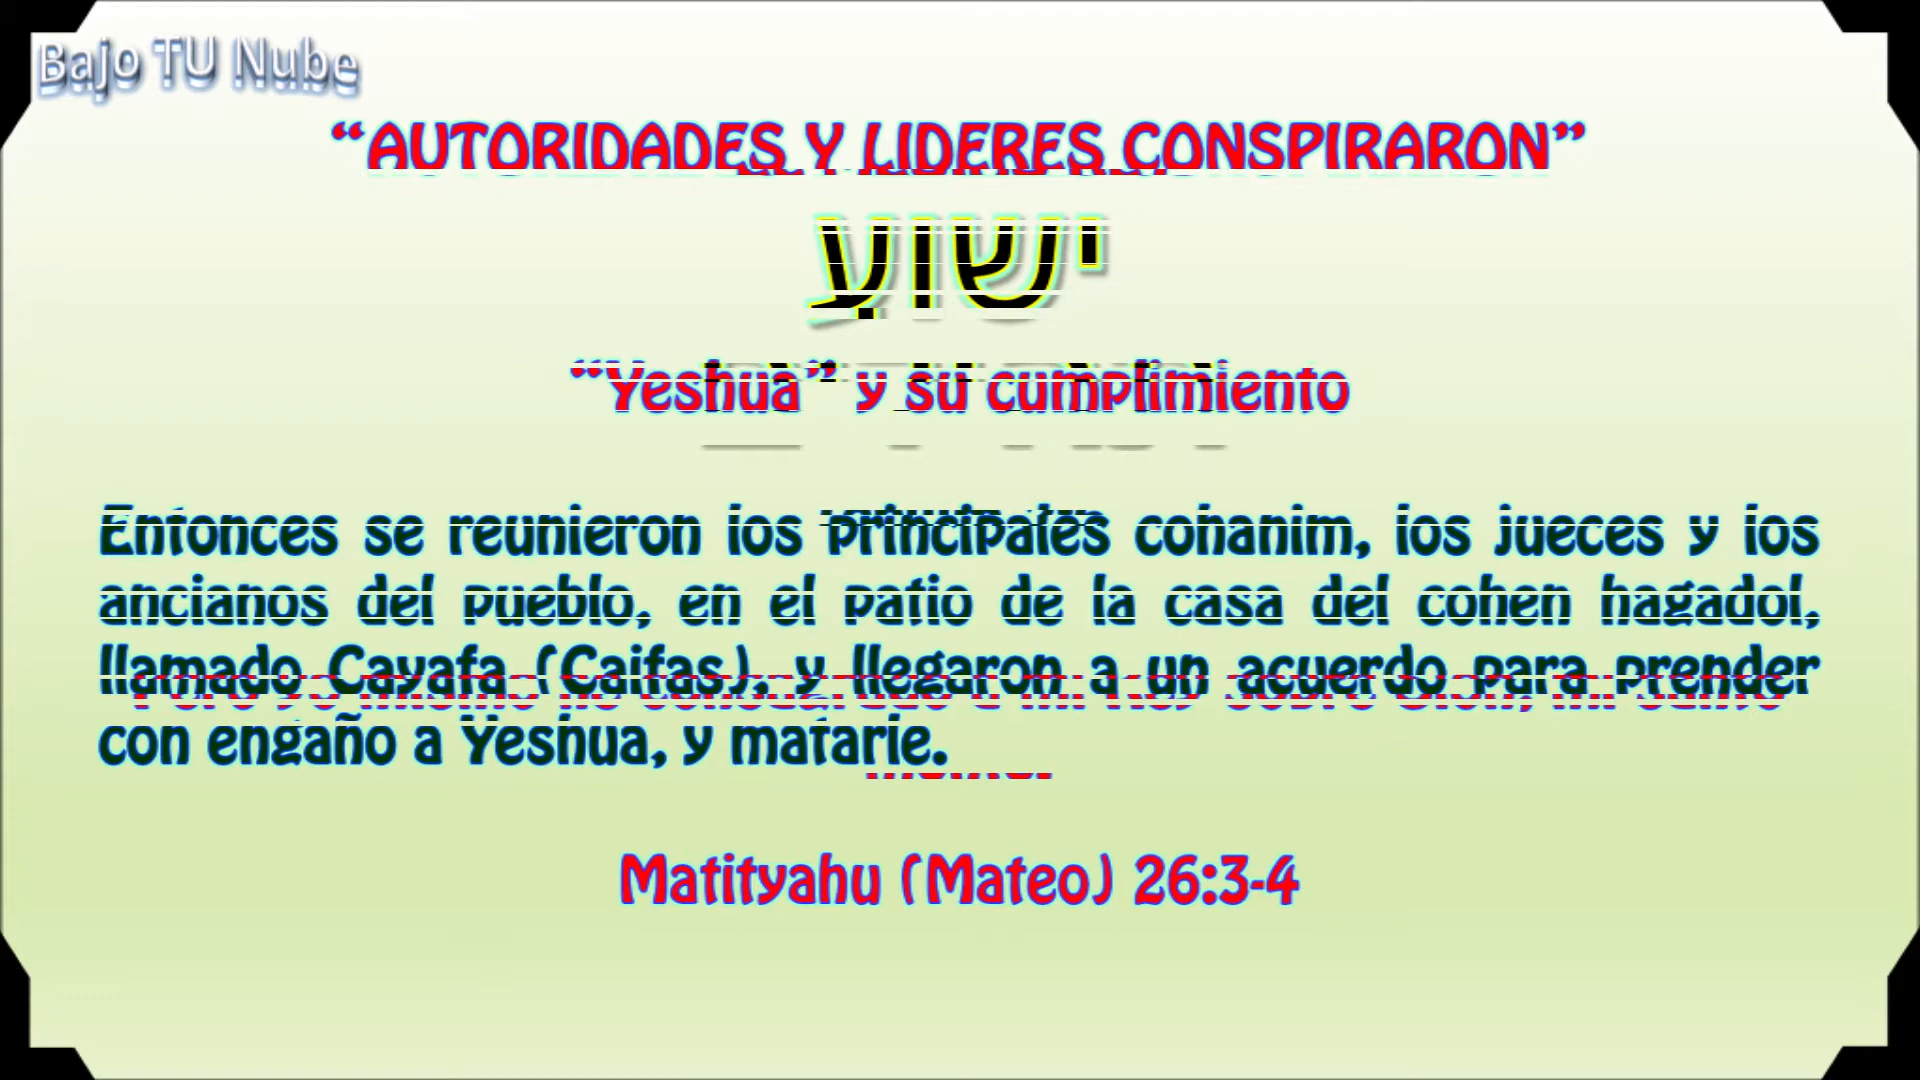 Bajo TU Nube
“AUTORIDADES Y LIDERES CONSPIRARON”
ישוע
“Yeshua” y su cumplimiento
Entonces se reunieron los principales cohanim, los jueces y los
ancianos del pueblo, en el patio de la casa del cohen hagadol,
llamado Cayafa (Caifas), y llegaron a un acuerdo para prender
con engaño a Yeshua, y matarle.
Matityahu (Mateo) 26:3-4